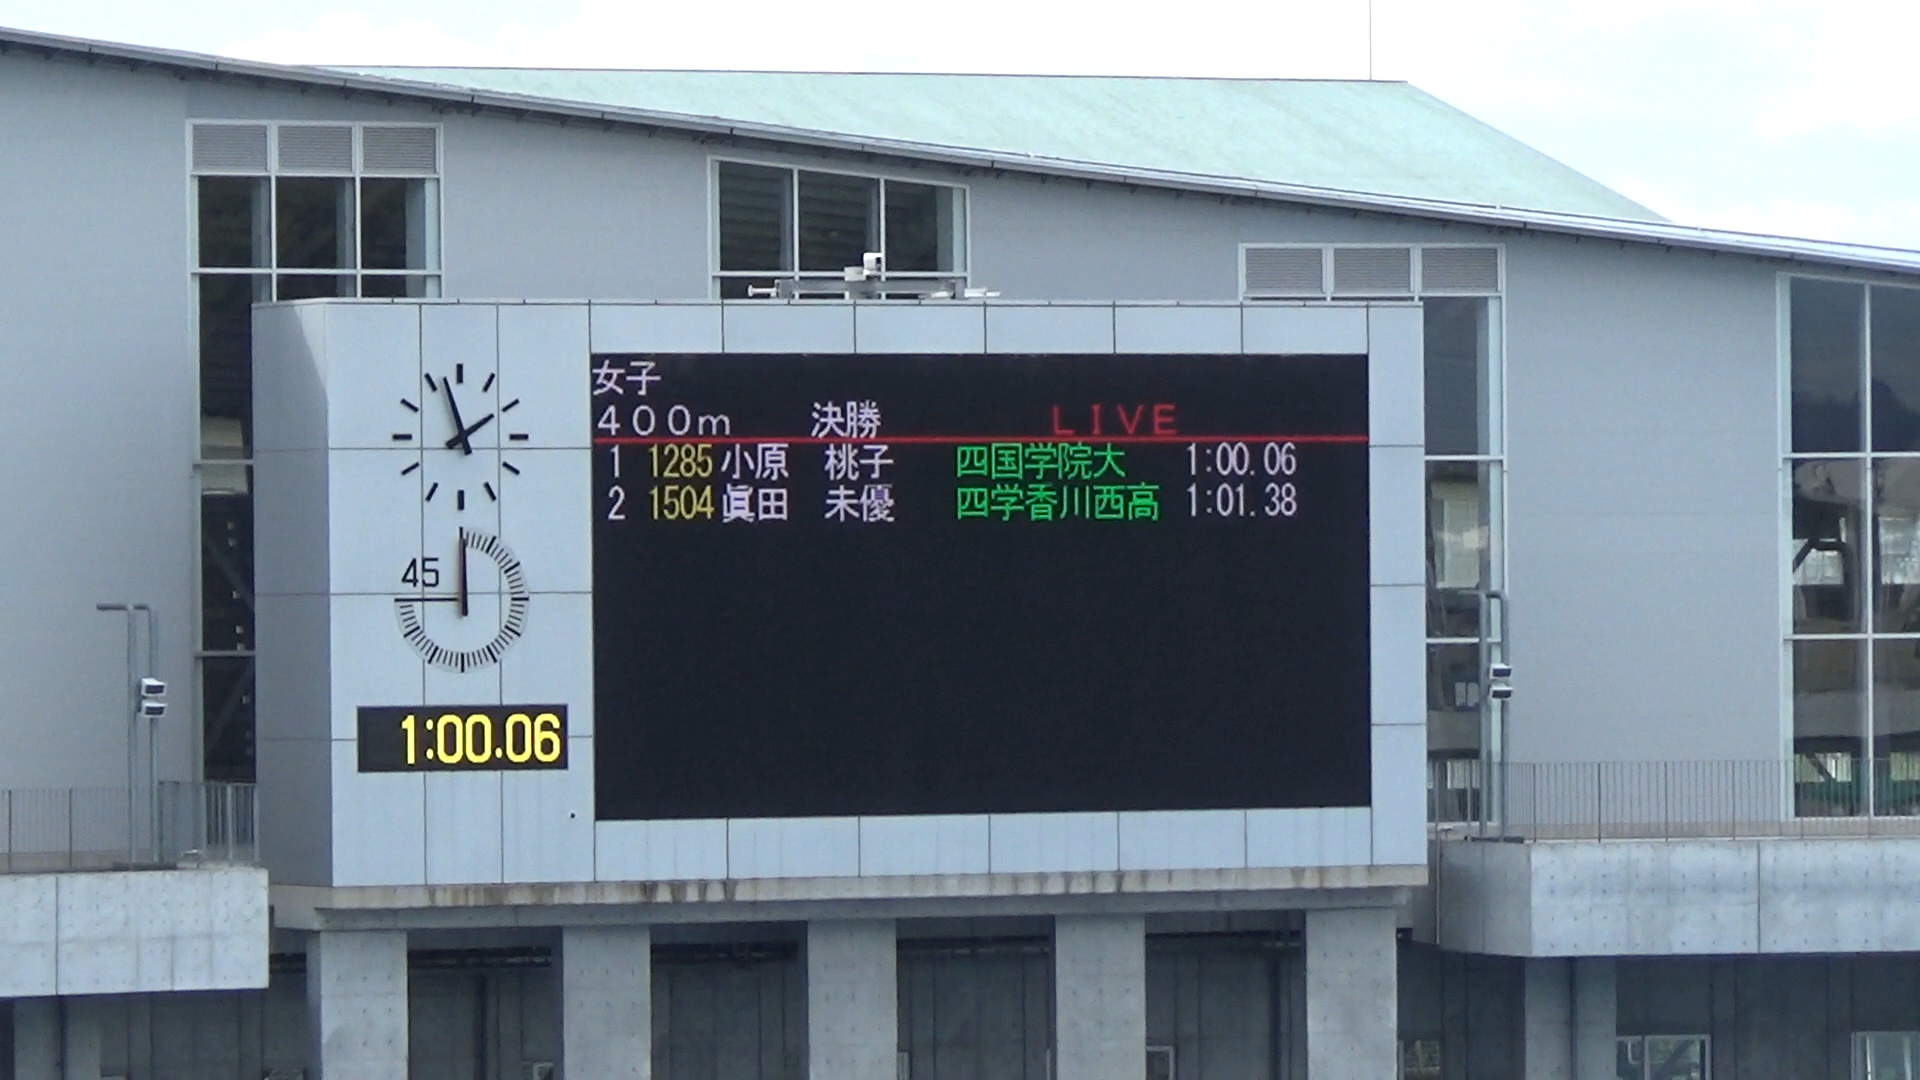 女子
４００ｍ 決勝 ＬＩＶＥ
1 1285 小原 桃子 四国学院大 1:00.06
2 1504 眞田 未優 四学香川西高 1:01.38
45
1:00.06